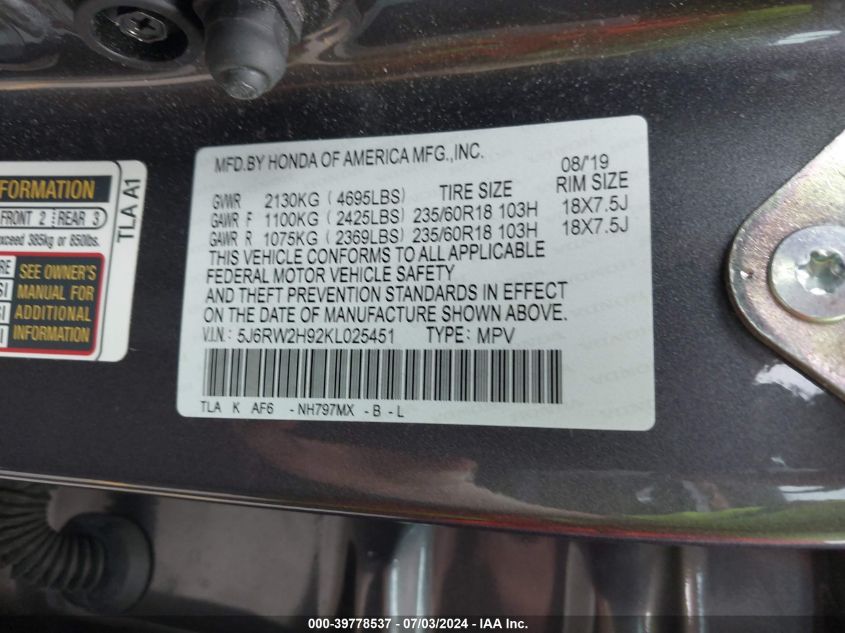 MFD.BY HONDA OF AMERICA MFG.,INC.
08/'19
GVWR 2130KG (4695LBS) TIRE SIZE RIM SIZE
GAWR F 1100KG (2425LBS) 235/60R18 103H 18X7.5J
GAWR R 1075KG (2369LBS) 235/60R18 103H 18X7.5J
THIS VEHICLE CONFORMS TO ALL APPLICABLE
FEDERAL MOTOR VEHICLE SAFETY
AND THEFT PREVENTION STANDARDS IN EFFECT
ON THE DATE OF MANUFACTURE SHOWN ABOVE.
V.I.N.: 5J6RW2H92KL025451 TYPE: MPV
TLA K AF6 -NH797MX -B -L
FRONT 2 REAR 3
385kg or 850lbs.
SEE OWNER'S
MANUAL FOR
ADDITIONAL
INFORMATION
TLA A1
000-39778537 - 07/03/2024 - IAAI Inc.